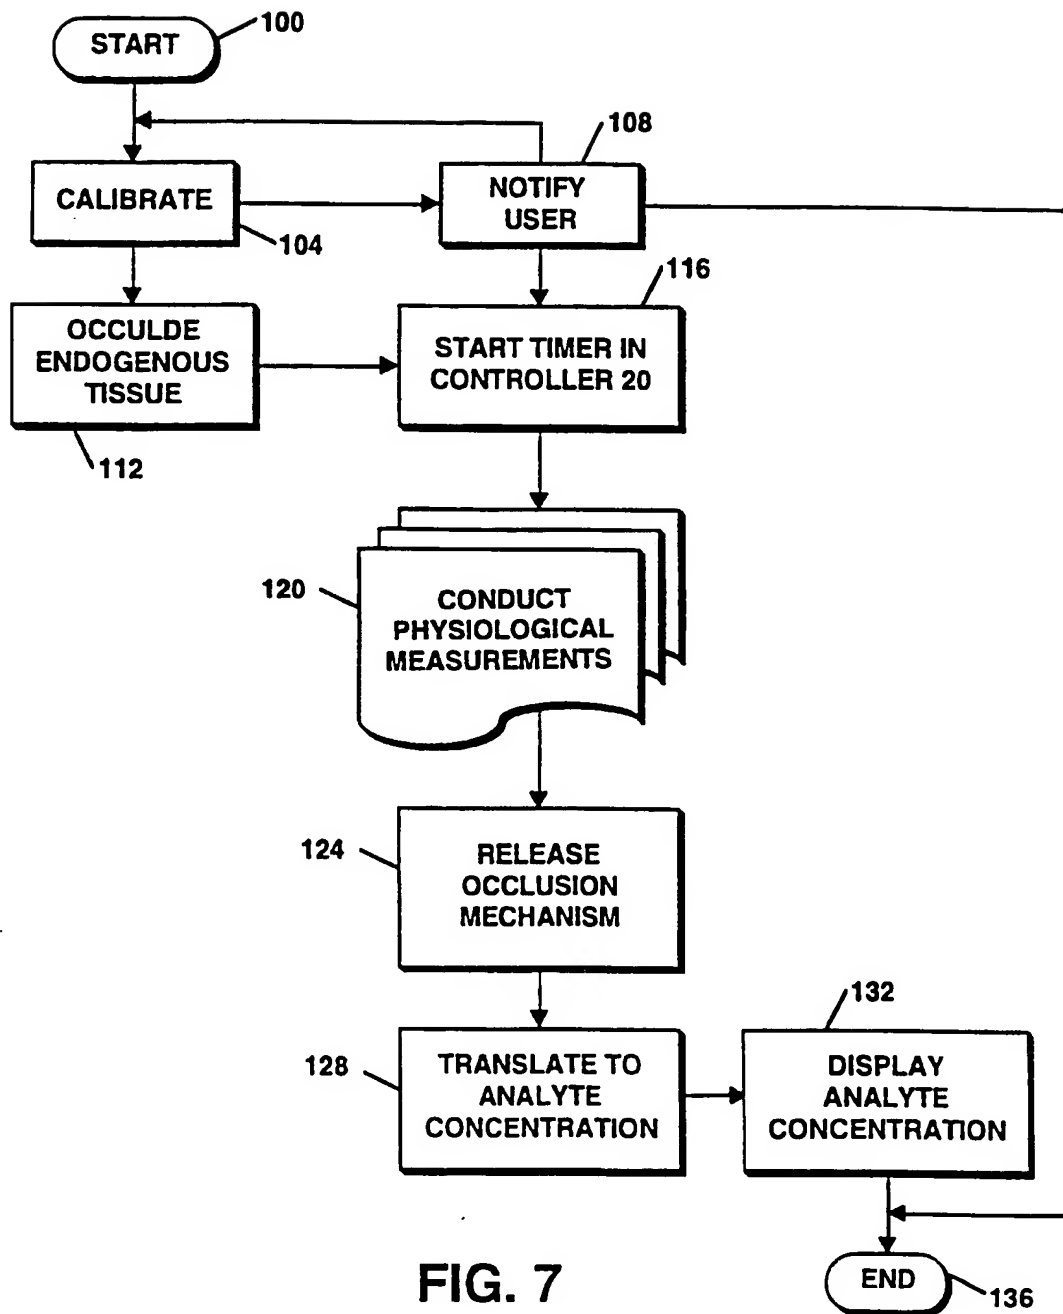 START
100
108
CALIBRATE
104
NOTIFY
USER
116
OCCULDE
ENDOGENOUS
TISSUE
112
START TIMER IN
CONTROLLER 20
120
CONDUCT
PHYSIOLOGICAL
MEASUREMENTS
124
RELEASE
OCCLUSION
MECHANISM
132
128
TRANSLATE TO
ANALYTE
CONCENTRATION
DISPLAY
ANALYTE
CONCENTRATION
FIG. 7
END
136